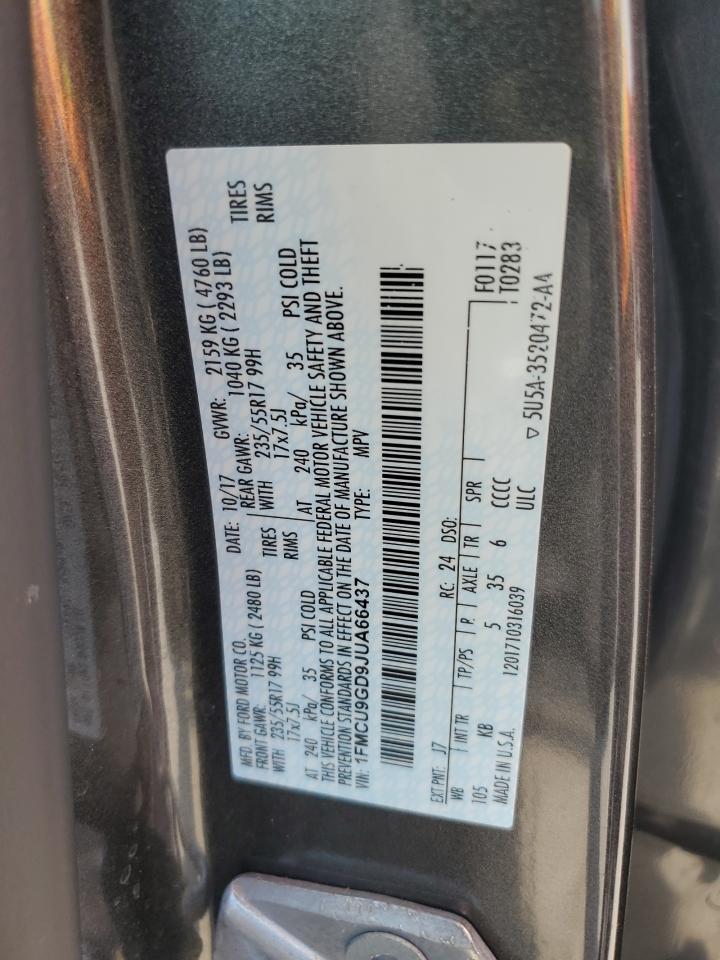 MFD. BY FORD MOTOR CO.
DATE: 10/17 GVWR: 2159 KG ( 4760 LB)
FRONT GAWR: 1125 KG ( 2480 LB)
REAR GAWR: 1040 KG ( 2293 LB)
WITH 235/55R17 99H TIRES
WITH 235/55R17 99H TIRES
17x7.5J RIMS
17x7.5J RIMS
AT 240 kPa/ 35 PSI COLD
AT 240 kPa/ 35 PSI COLD
THIS VEHICLE CONFORMS TO ALL APPLICABLE FEDERAL MOTOR VEHICLE SAFETY AND THEFT
PREVENTION STANDARDS IN EFFECT ON THE DATE OF MANUFACTURE SHOWN ABOVE.
VIN: 1FMCU9GD9JUA66437 TYPE: MPV
EXT PNT: J7 RC: 24 DSO: F0117
T0283
WB INT TR TP/PS R AXLE TR SPR
105 KB 5 35 6 CCCC
MADE IN U.S.A. 1201710316039 ULC
▽ 5U5A-3520472-AA